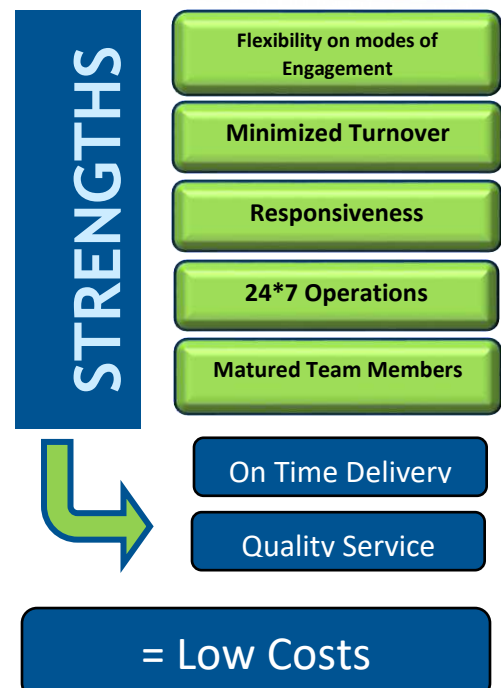 STRENGTHS
Flexibility on modes of
Engagement
Minimized Turnover
Responsiveness
24*7 Operations
Matured Team Members
On Time Delivery
Quality Service
= Low Costs